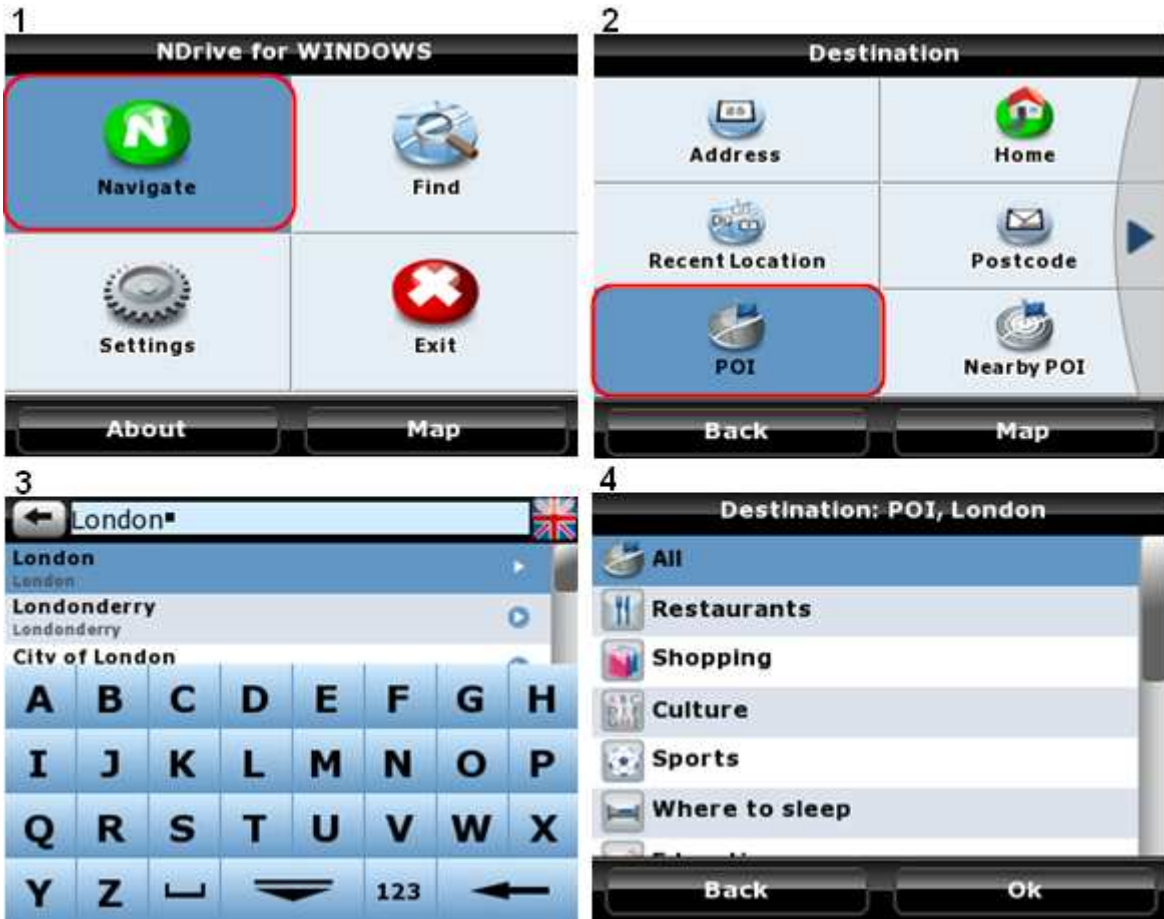 1
NDrive for WINDOWS
Navigate
Find
Settings
Exit
About
Map
2
Destination
Address
Home
Recent Location
Postcode
POI
Nearby POI
Back
Map
3
London
London
London
Londonderry
Londonderry
City of London
A B C D E F G H
I J K L M N O P
Q R S T U V W X
Y Z 123
4
Destination: POI, London
All
Restaurants
Shopping
Culture
Sports
Where to sleep
Back
Ok